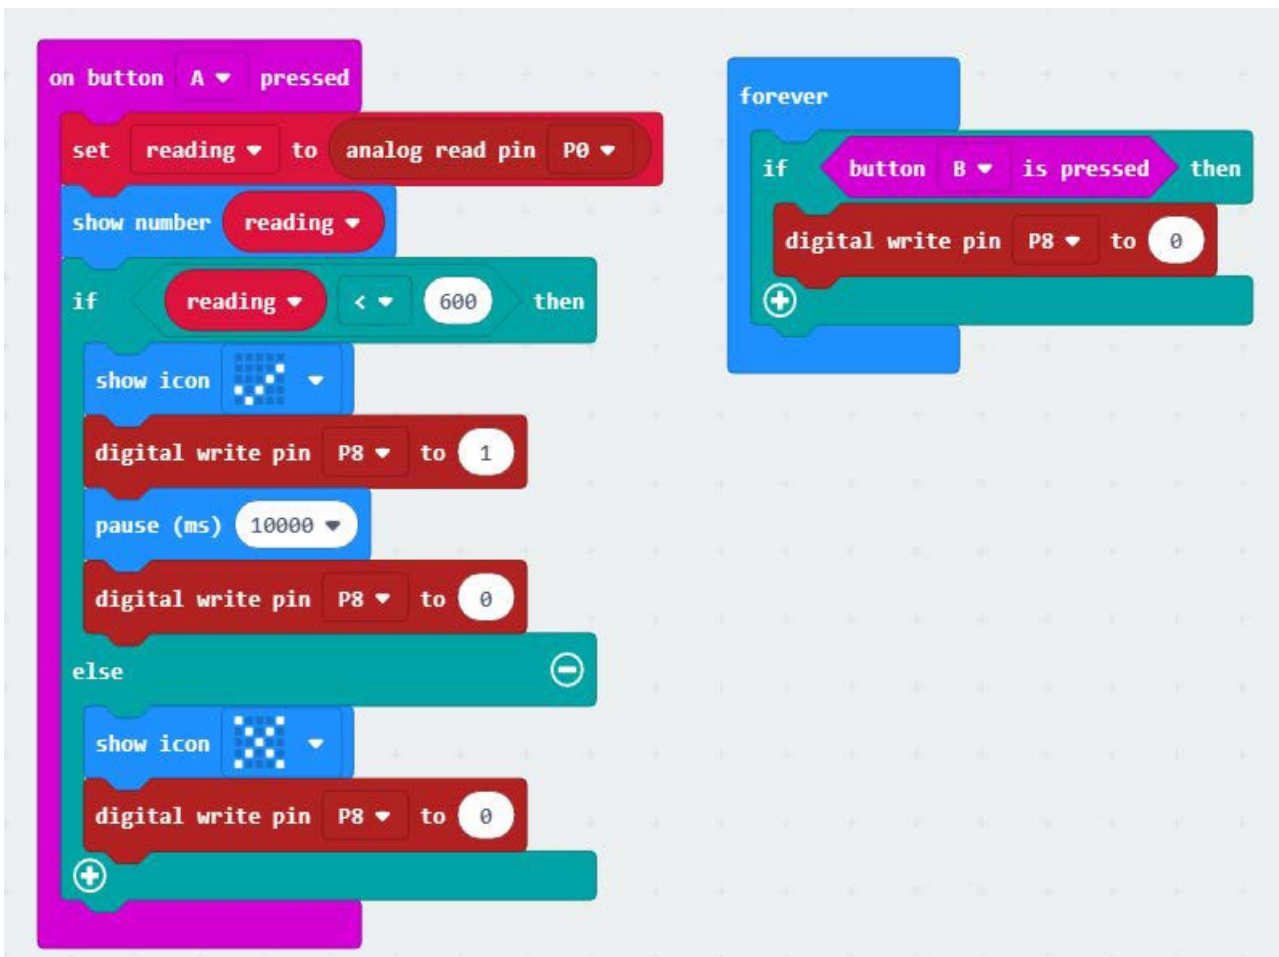 on button A pressed
set reading to analog read pin P0
show number reading
if reading < 600 then
show icon
digital write pin P8 to 1
pause (ms) 10000
digital write pin P8 to 0
else
show icon
digital write pin P8 to 0
forever
if button B is pressed then
digital write pin P8 to 0